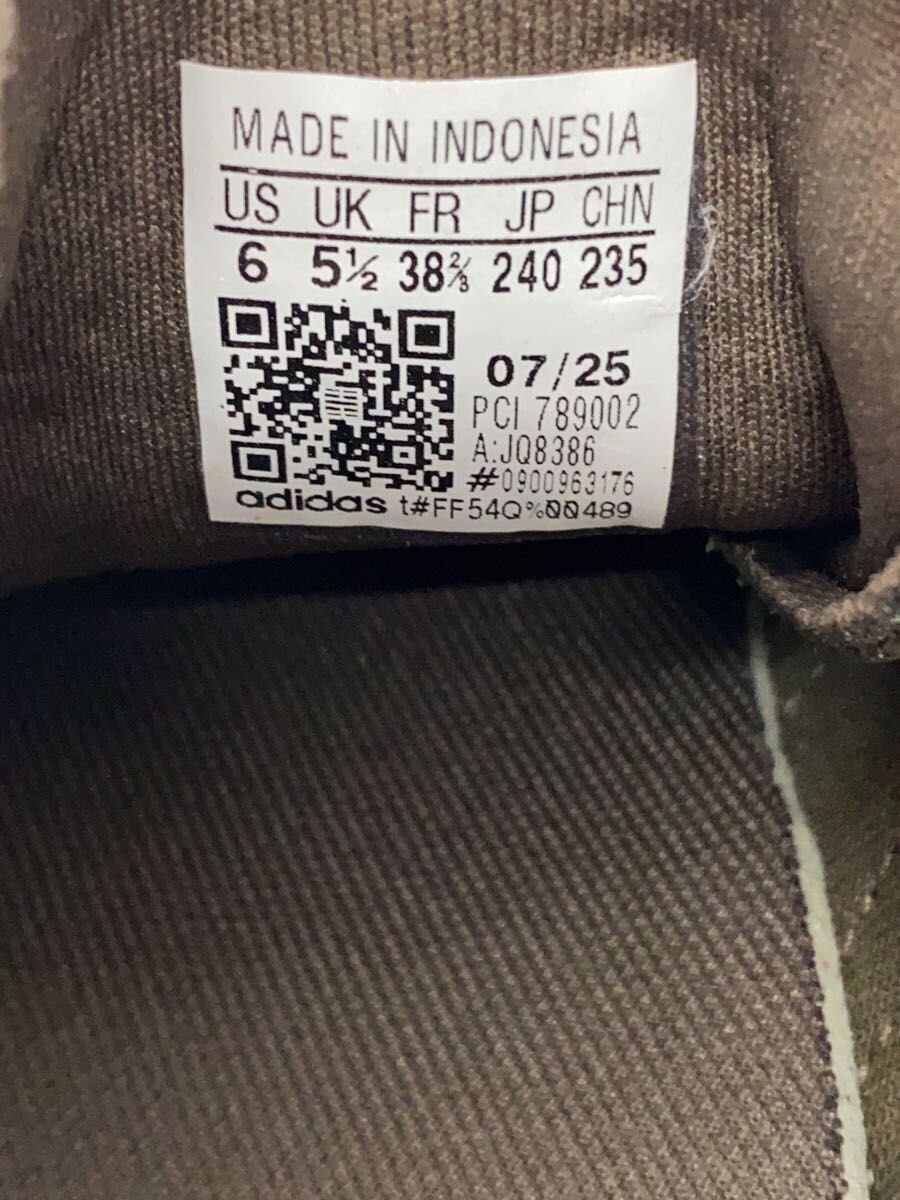 MADE IN INDONESIA
US UK FR JP CHN
6 5½ 38⅔ 240 235
07/25
PCI 789002
A:JQ8386
#0900963176
adidas t#FF54Q%00489